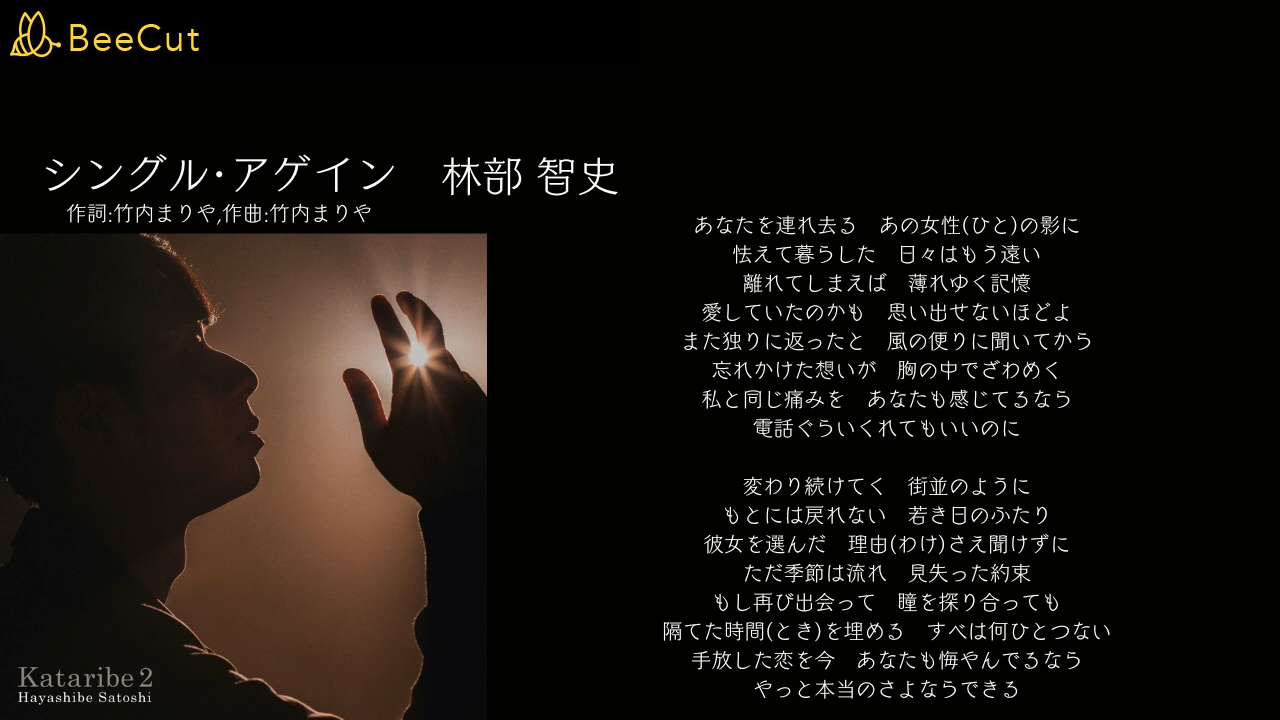 BeeCut
シングル･アゲイン　林部 智史
作詞:竹内まりや,作曲:竹内まりや
あなたを連れ去る　あの女性(ひと)の影に
怯えて暮らした　日々はもう遠い
離れてしまえば　薄れゆく記憶
愛していたのかも　思い出せないほどよ
また独りに返ったと　風の便りに聞いてから
忘れかけた想いが　胸の中でざわめく
私と同じ痛みを　あなたも感じてるなら
電話ぐらいくれてもいいのに
変わり続けてく　街並のように
もとには戻れない　若き日のふたり
彼女を選んだ　理由(わけ)さえ聞けずに
ただ季節は流れ　見失った約束
もし再び出会って　瞳を探り合っても
隔てた時間(とき)を埋める　すべは何ひとつない
手放した恋を今　あなたも悔やんでるなら
やっと本当のさよならできる
Kataribe 2
Hayashibe Satoshi